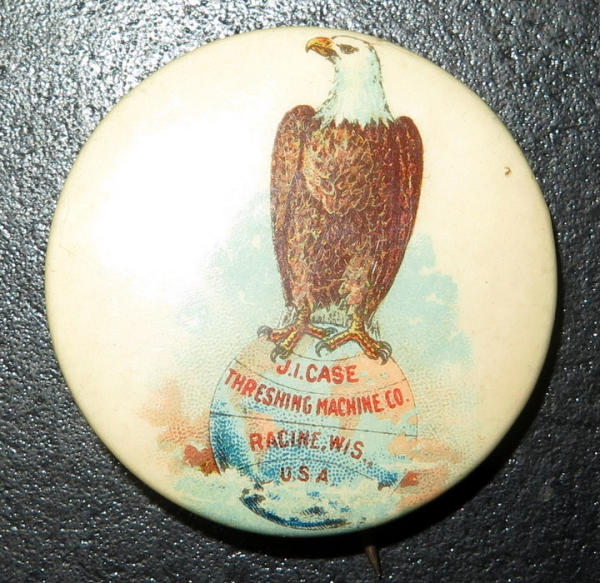 J.I. CASE
THRESHING MACHINE CO.
RACINE, WIS.,
U.S.A.